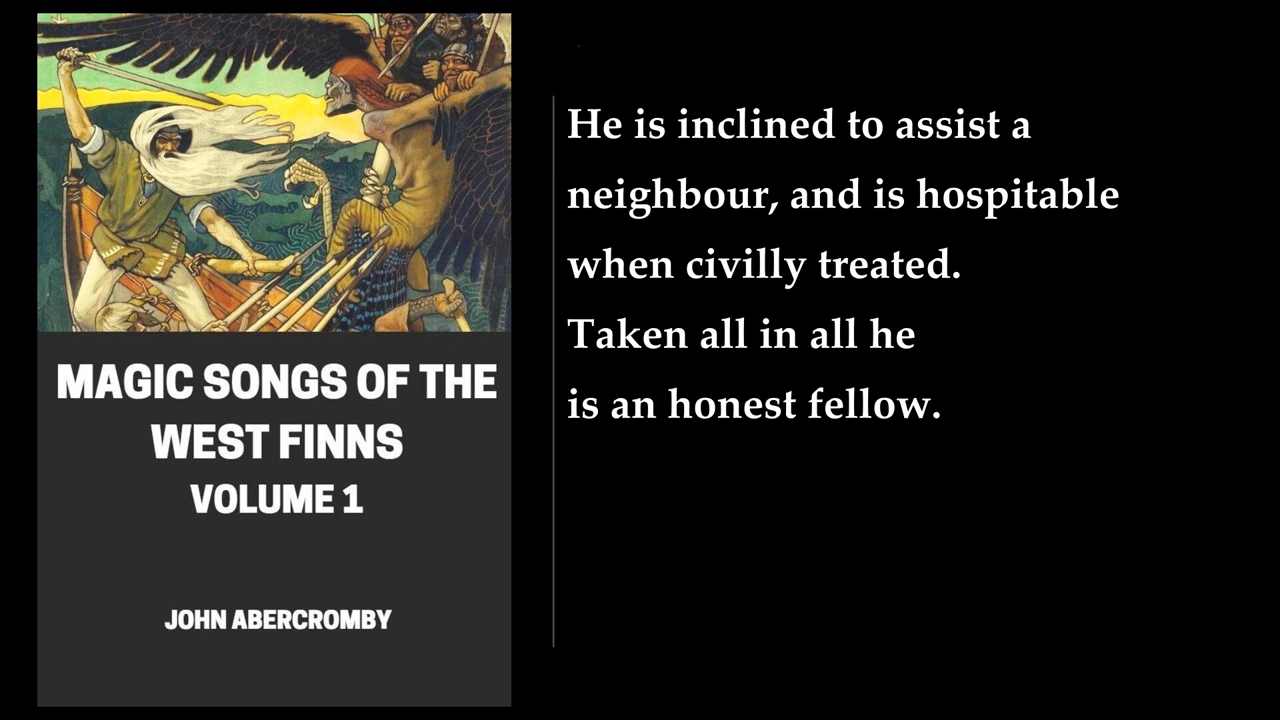 MAGIC SONGS OF THE
WEST FINNS
VOLUME 1
JOHN ABERCROMBY
He is inclined to assist a
neighbour, and is hospitable
when civilly treated.
Taken all in all he
is an honest fellow.